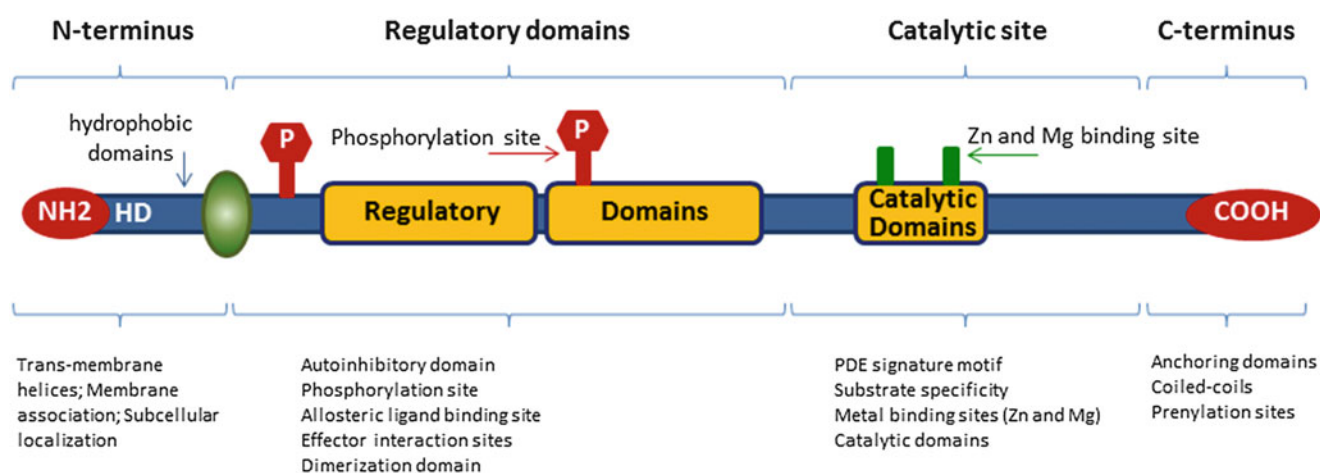 N-terminus
Regulatory domains
Catalytic site
C-terminus
hydrophobic
domains
P
Phosphorylation site
P
Zn and Mg binding site
NH2
HD
Regulatory
Domains
Catalytic
Domains
COOH
Trans-membrane
helices; Membrane
association; Subcellular
localization
Autoinhibitory domain
Phosphorylation site
Allosteric ligand binding site
Effector interaction sites
Dimerization domain
PDE signature motif
Substrate specificity
Metal binding sites (Zn and Mg)
Catalytic domains
Anchoring domains
Coiled-coils
Prenylation sites